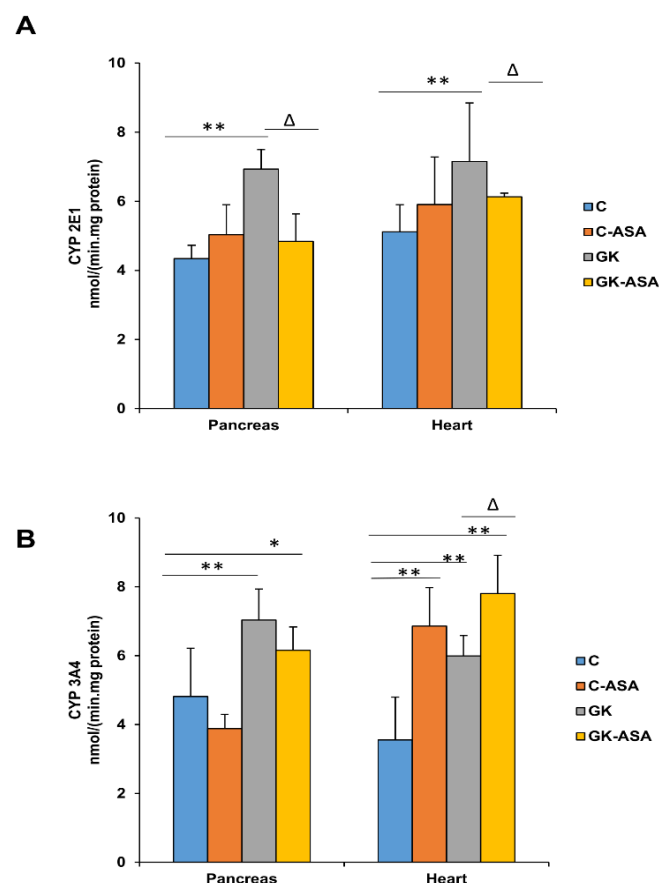 A
10
8
6
4
2
0
CYP 2E1
nmol/(min.mg protein)
**
Δ
**
Δ
Pancreas
Heart
C
C-ASA
GK
GK-ASA
B
10
8
6
4
2
0
CYP 3A4
nmol/(min.mg protein)
*
**
Δ
**
**
**
Pancreas
Heart
C
C-ASA
GK
GK-ASA